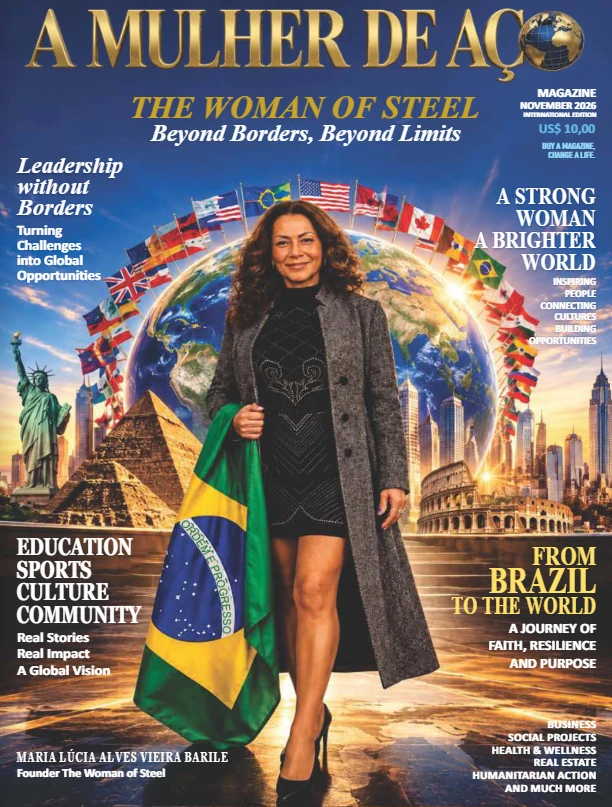 A MULHER DE AÇO
THE WOMAN OF STEEL
Beyond Borders, Beyond Limits
MAGAZINE
NOVEMBER 2026
INTERNATIONAL EDITION
US$ 10,00
BUY A MAGAZINE,
CHANGE A LIFE.
Leadership
without
Borders
Turning
Challenges
into Global
Opportunities
A STRONG
WOMAN
A BRIGHTER
WORLD
INSPIRING
PEOPLE
CONNECTING
CULTURES
BUILDING
OPPORTUNITIES
ORDEM E PROGRESSO
EDUCATION
SPORTS
CULTURE
COMMUNITY
Real Stories
Real Impact
A Global Vision
FROM
BRAZIL
TO THE WORLD
A JOURNEY OF
FAITH, RESILIENCE
AND PURPOSE
MARIA LÚCIA ALVES VIEIRA BARILE
Founder The Woman of Steel
BUSINESS
SOCIAL PROJECTS
HEALTH & WELLNESS
REAL ESTATE
HUMANITARIAN ACTION
AND MUCH MORE